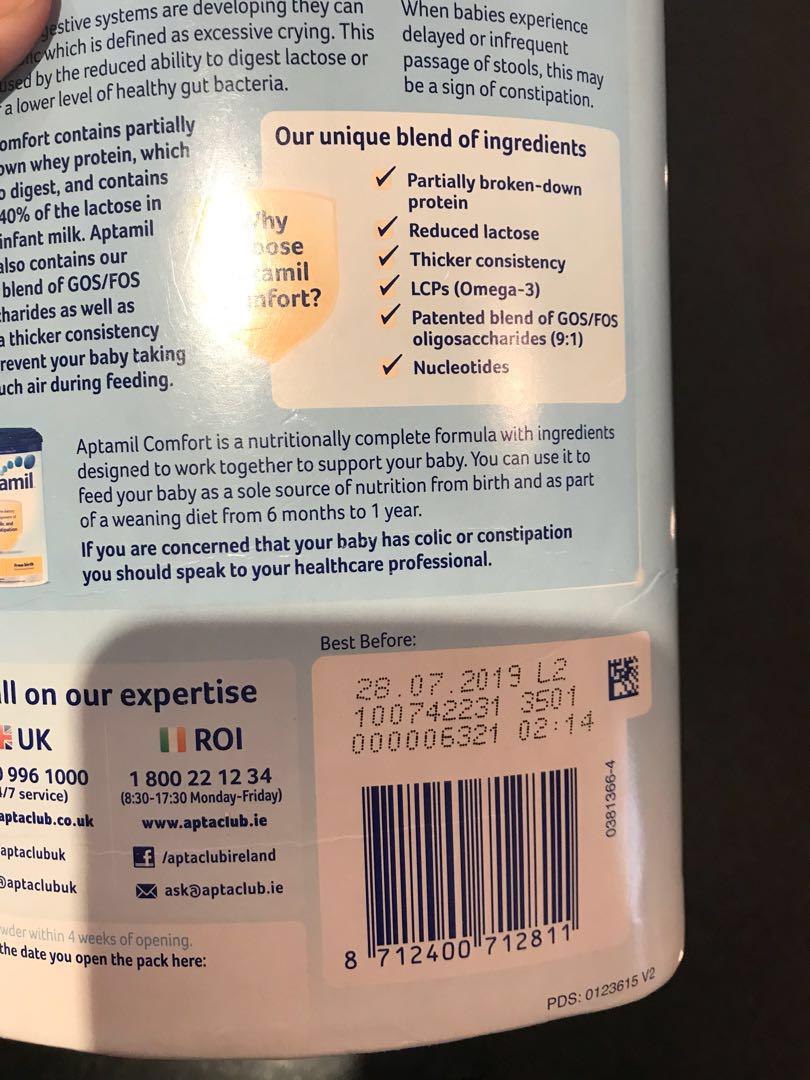 estive systems are developing they can
which is defined as excessive crying. This
used by the reduced ability to digest lactose or
a lower level of healthy gut bacteria.
When babies experience
delayed or infrequent
passage of stools, this may
be a sign of constipation.
omfort contains partially
own whey protein, which
o digest, and contains
40% of the lactose in
infant milk. Aptamil
also contains our
blend of GOS/FOS
charides as well as
a thicker consistency
revent your baby taking
uch air during feeding.
Our unique blend of ingredients
hy
oose
tamil
mfort?
✓ Partially broken-down
protein
✓ Reduced lactose
✓ Thicker consistency
✓ LCPs (Omega-3)
✓ Patented blend of GOS/FOS
oligosaccharides (9:1)
✓ Nucleotides
amil
From birth
Aptamil Comfort is a nutritionally complete formula with ingredients
designed to work together to support your baby. You can use it to
feed your baby as a sole source of nutrition from birth and as part
of a weaning diet from 6 months to 1 year.
If you are concerned that your baby has colic or constipation
you should speak to your healthcare professional.
ll on our expertise
UK
996 1000
/7 service)
aptaclub.co.uk
aptaclubuk
@aptaclubuk
ROI
1 800 22 12 34
(8:30-17:30 Monday-Friday)
www.aptaclub.ie
/aptaclubireland
ask@aptaclub.ie
wder within 4 weeks of opening.
the date you open the pack here:
Best Before:
28.07.2019 L2
100742231 3501
000006321 02:14
0381366-4
8 712400 712811
PDS: 0123615 V2